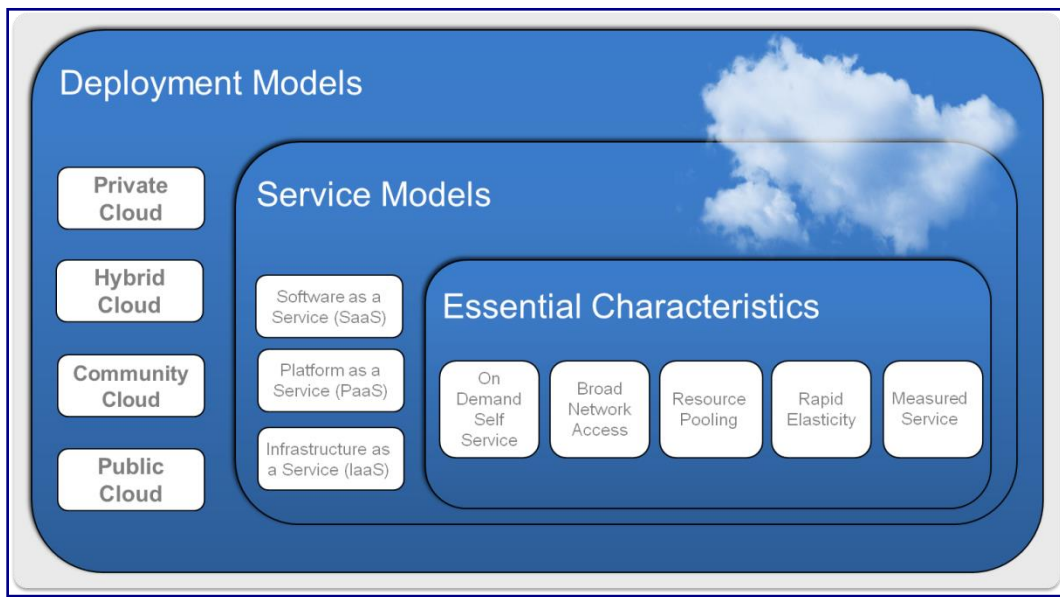 Deployment Models
Private
Cloud
Hybrid
Cloud
Community
Cloud
Public
Cloud
Service Models
Software as a
Service (SaaS)
Platform as a
Service (PaaS)
Infrastructure as
a Service (IaaS)
Essential Characteristics
On
Demand
Self
Service
Broad
Network
Access
Resource
Pooling
Rapid
Elasticity
Measured
Service